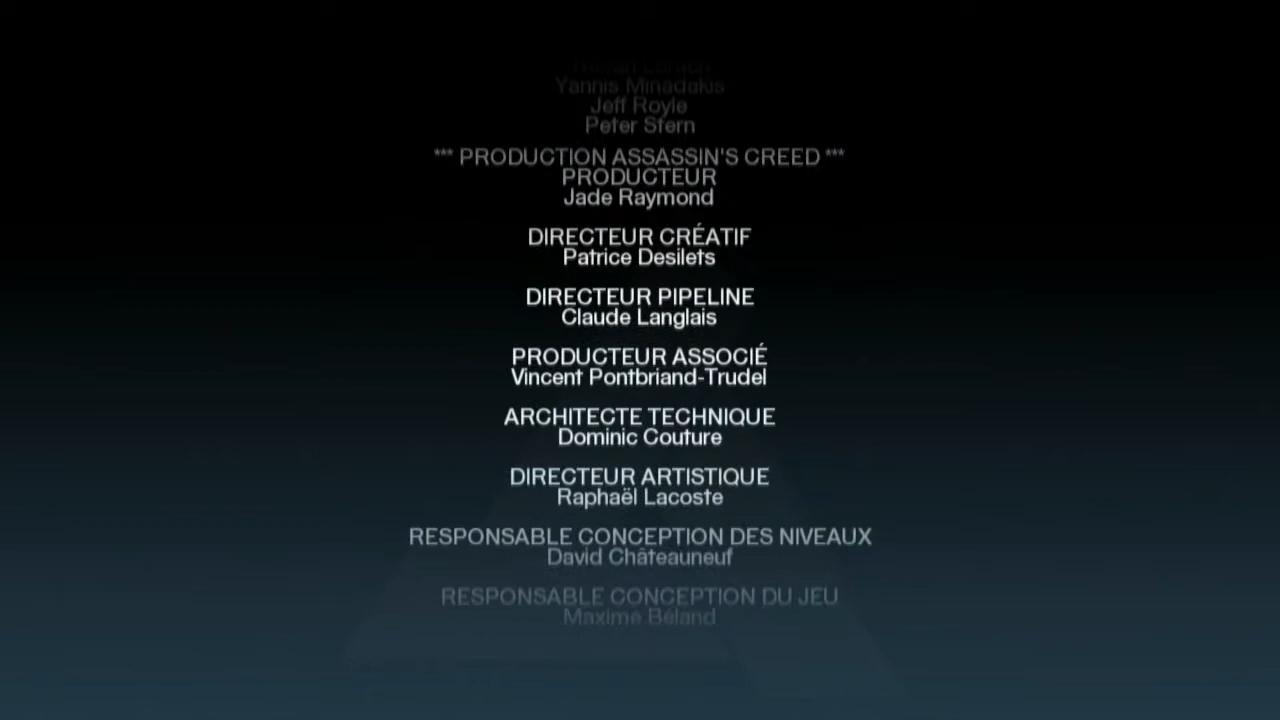 Yannis Minadakis
Jeff Royle
Peter Stern
*** PRODUCTION ASSASSIN'S CREED ***
PRODUCTEUR
Jade Raymond
DIRECTEUR CRÉATIF
Patrice Desilets
DIRECTEUR PIPELINE
Claude Langlais
PRODUCTEUR ASSOCIÉ
Vincent Pontbriand-Trudel
ARCHITECTE TECHNIQUE
Dominic Couture
DIRECTEUR ARTISTIQUE
Raphaël Lacoste
RESPONSABLE CONCEPTION DES NIVEAUX
David Châteauneuf
RESPONSABLE CONCEPTION DU JEU
Maxime Béland